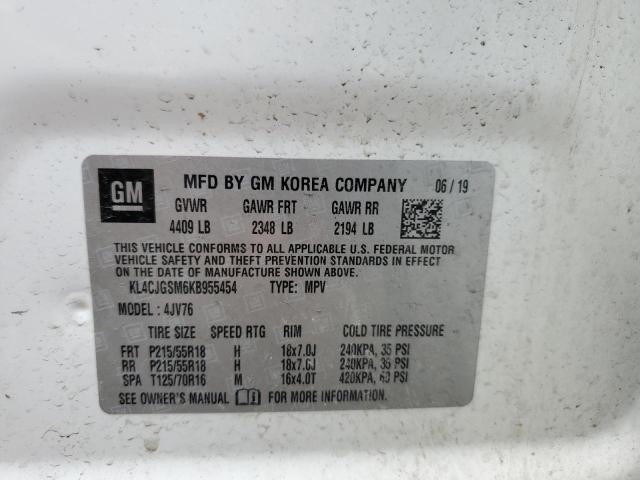 GM MFD BY GM KOREA COMPANY 06/19
GVWR GAWR FRT GAWR RR
4409 LB 2348 LB 2194 LB
THIS VEHICLE CONFORMS TO ALL APPLICABLE U.S. FEDERAL MOTOR
VEHICLE SAFETY AND THEFT PREVENTION STANDARDS IN EFFECT
ON THE DATE OF MANUFACTURE SHOWN ABOVE.
KL4CJGSM6KB955454 TYPE: MPV
MODEL: 4JV76
TIRE SIZE SPEED RTG RIM COLD TIRE PRESSURE
FRT P215/55R18 H 18x7.0J 240KPA, 35 PSI
RR P215/55R18 H 18x7.0J 240KPA, 35 PSI
SPA T125/70R16 M 16x4.0T 420KPA, 60 PSI
SEE OWNER'S MANUAL FOR MORE INFORMATION.